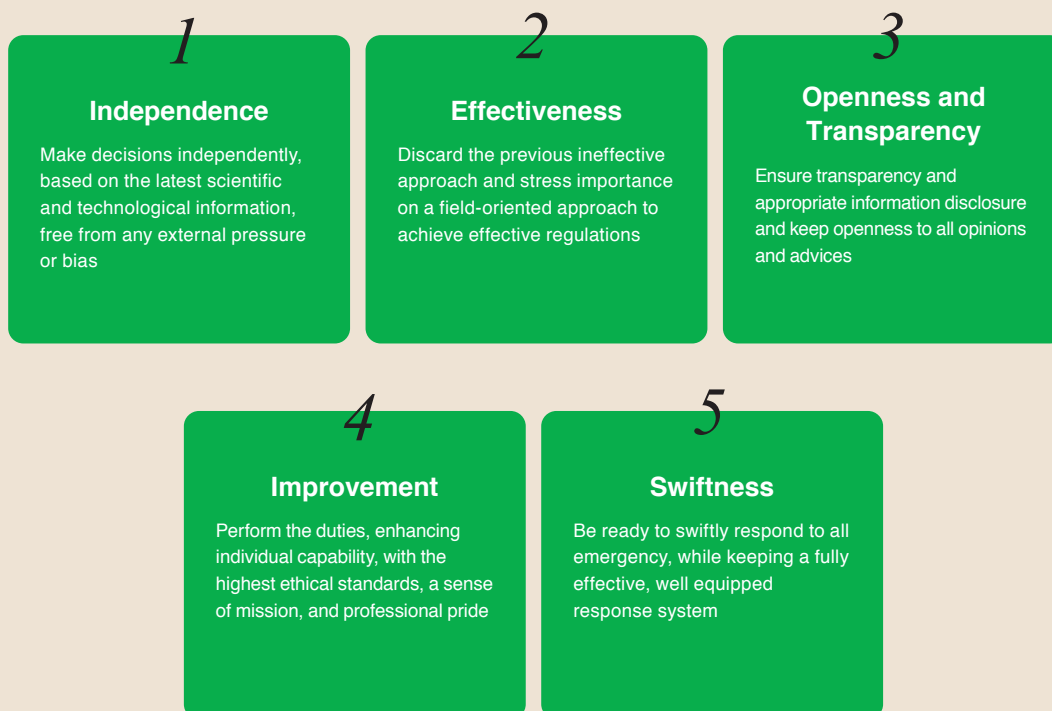 1
Independence
Make decisions independently,
based on the latest scientific
and technological information,
free from any external pressure
or bias
2
Effectiveness
Discard the previous ineffective
approach and stress importance
on a field-oriented approach to
achieve effective regulations
3
Openness and
Transparency
Ensure transparency and
appropriate information disclosure
and keep openness to all opinions
and advices
4
Improvement
Perform the duties, enhancing
individual capability, with the
highest ethical standards, a sense
of mission, and professional pride
5
Swiftness
Be ready to swiftly respond to all
emergency, while keeping a fully
effective, well equipped
response system